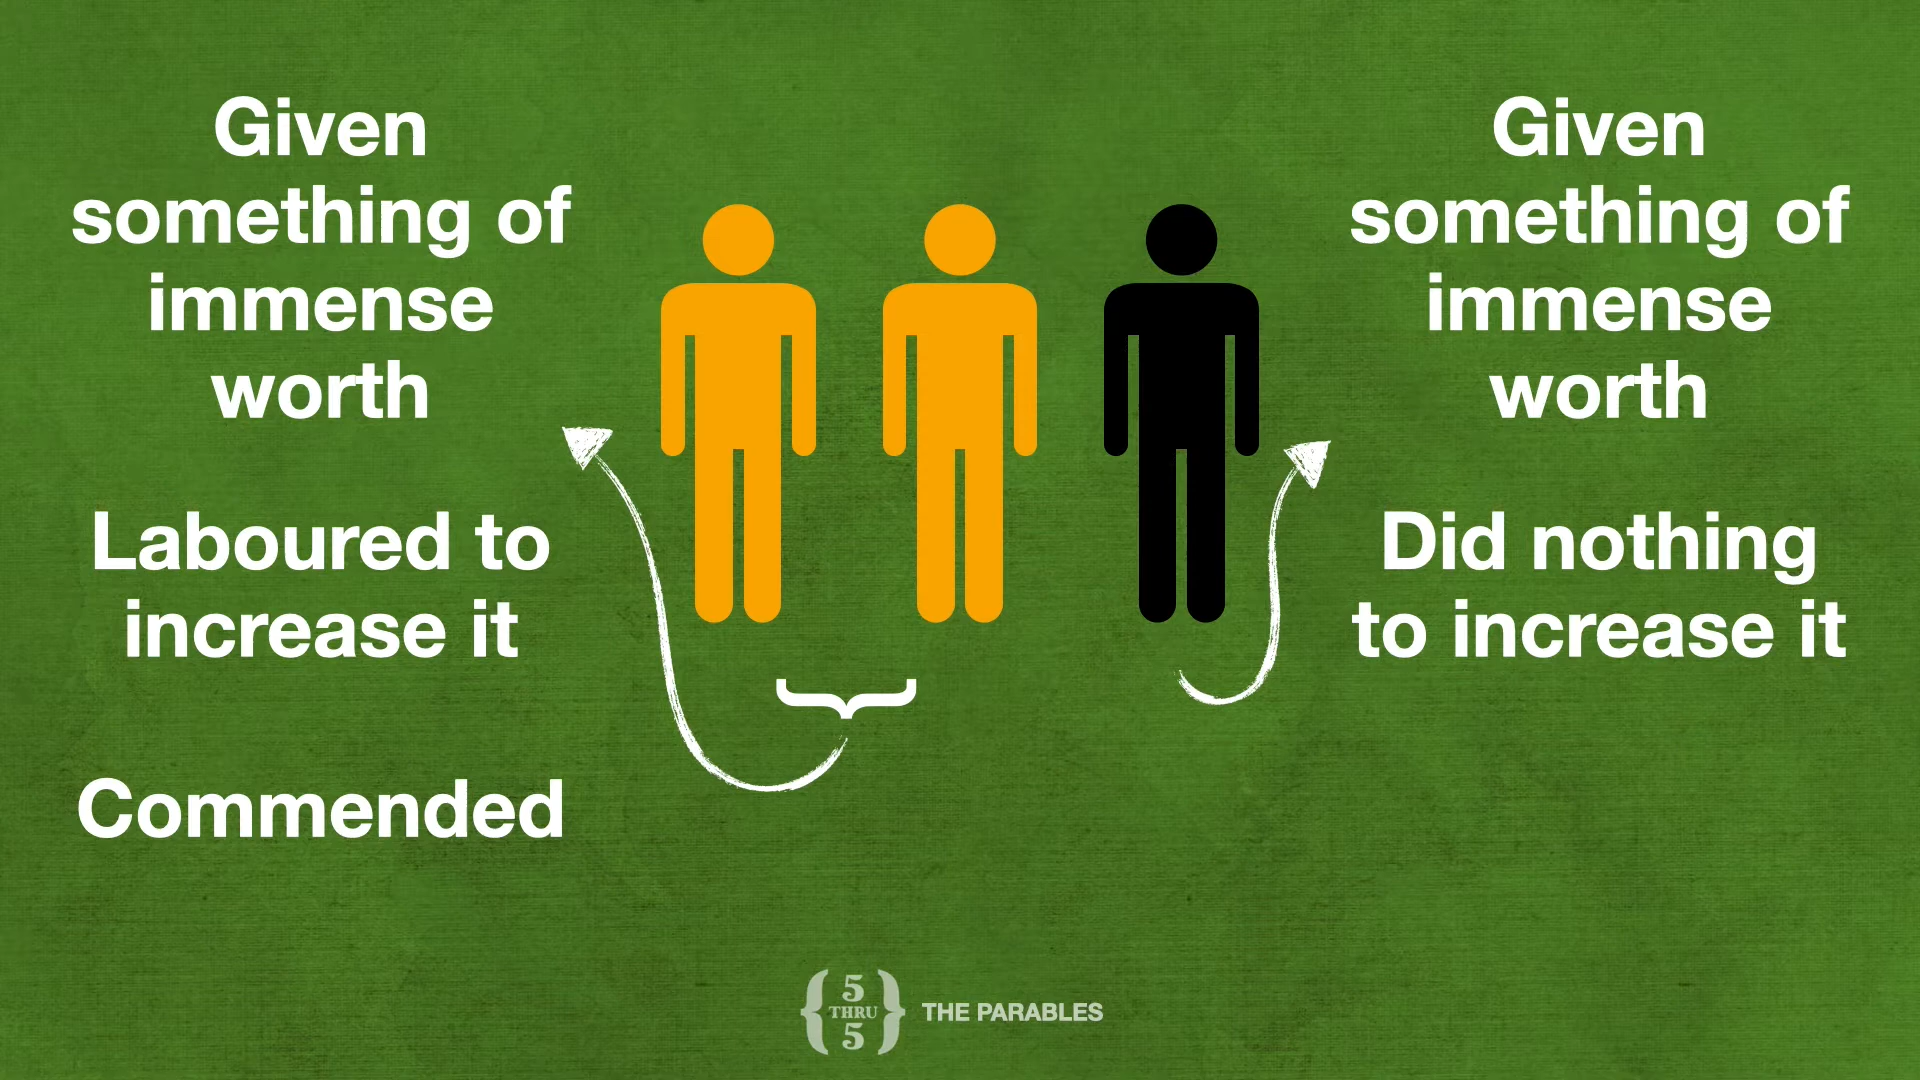 Given
something of
immense
worth
Laboured to
increase it
Commended
Given
something of
immense
worth
Did nothing
to increase it
5
THRU
5
THE PARABLES